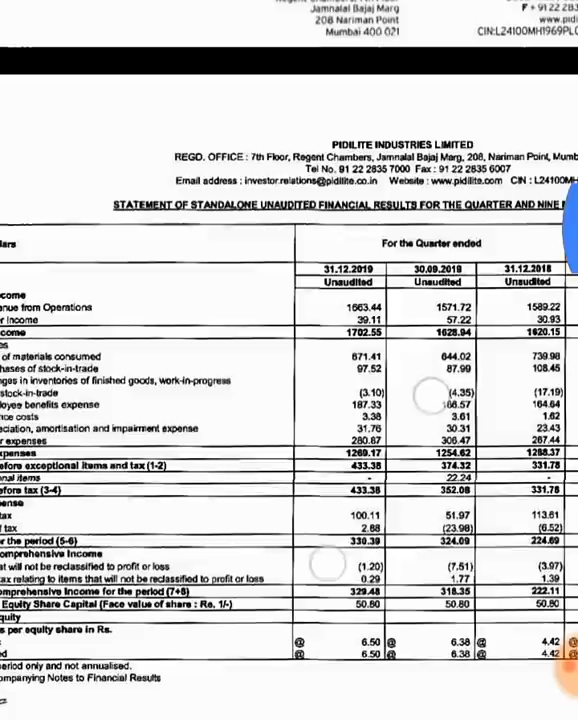 Jamnalal Bajaj Marg
208 Nariman Point
Mumbai 400 021
F + 91 22 283
www.pidi
CIN:L24100MH1969PLC
PIDILITE INDUSTRIES LIMITED
REGD. OFFICE : 7th Floor, Regent Chambers, Jamnalal Bajaj Marg, 208, Nariman Point, Mumb
Tel No. 91 22 2835 7000 Fax : 91 22 2835 6007
Email address : investor.relations@pidilite.co.in Website : www.pidilite.com CIN : L24100MH
STATEMENT OF STANDALONE UNAUDITED FINANCIAL RESULTS FOR THE QUARTER AND NINE
lars For the Quarter ended
31.12.2019 30.09.2019 31.12.2018
Unaudited Unaudited Unaudited
come
nue from Operations 1663.44 1571.72 1589.22
r Income 39.11 57.22 30.93
come 1702.55 1628.94 1620.15
es
of materials consumed 671.41 644.02 739.98
hases of stock-in-trade 97.52 87.99 108.45
nges in inventories of finished goods, work-in-progress
stock-in-trade (3.10) (4.35) (17.19)
loyee benefits expense 187.33 186.57 164.64
nce costs 3.38 3.61 1.62
ciation, amortisation and impairment expense 31.76 30.31 23.43
r expenses 280.87 306.47 267.44
xpenses 1269.17 1254.62 1288.37
efore exceptional items and tax (1-2) 433.38 374.32 331.78
onal items - 22.24 -
efore tax (3-4) 433.38 352.08 331.78
ense
tax 100.11 51.97 113.61
d tax 2.88 (23.98) (6.52)
r the period (5-6) 330.39 324.09 224.69
omprehensive Income
at will not be reclassified to profit or loss (1.20) (7.51) (3.97)
ax relating to items that will not be reclassified to profit or loss 0.29 1.77 1.39
omprehensive Income for the period (7+8) 329.48 318.35 222.11
Equity Share Capital (Face value of share : Re. 1/-) 50.80 50.80 50.80
quity
s per equity share in Rs.
@ 6.50 @ 6.38 @ 4.42 @
ed @ 6.50 @ 6.38 @ 4.42 @
eriod only and not annualised.
ompanying Notes to Financial Results